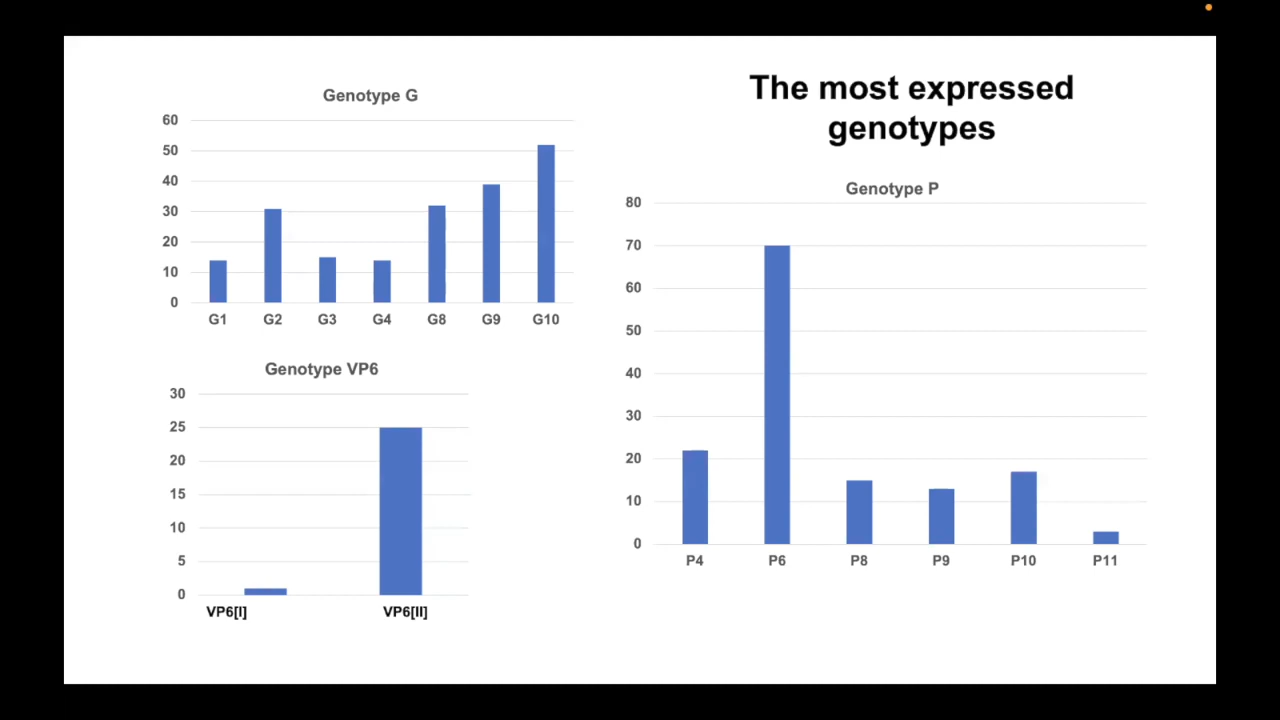 The most expressed
genotypes
Genotype G
60
50
40
30
20
10
0
G1 G2 G3 G4 G8 G9 G10
Genotype VP6
30
25
20
15
10
5
0
VP6[I] VP6[II]
Genotype P
80
70
60
50
40
30
20
10
0
P4 P6 P8 P9 P10 P11